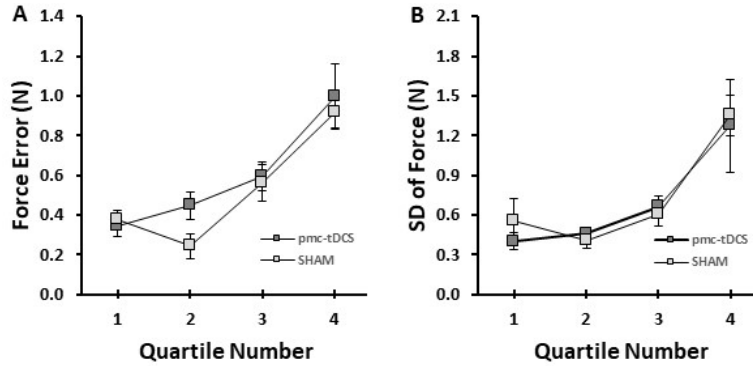 A
Force Error (N)
1.4
1.2
1.0
0.8
0.6
0.4
0.2
0.0
pmc-tDCS
SHAM
1 2 3 4
Quartile Number
B
SD of Force (N)
2.1
1.8
1.5
1.2
0.9
0.6
0.3
0.0
pmc-tDCS
SHAM
1 2 3 4
Quartile Number